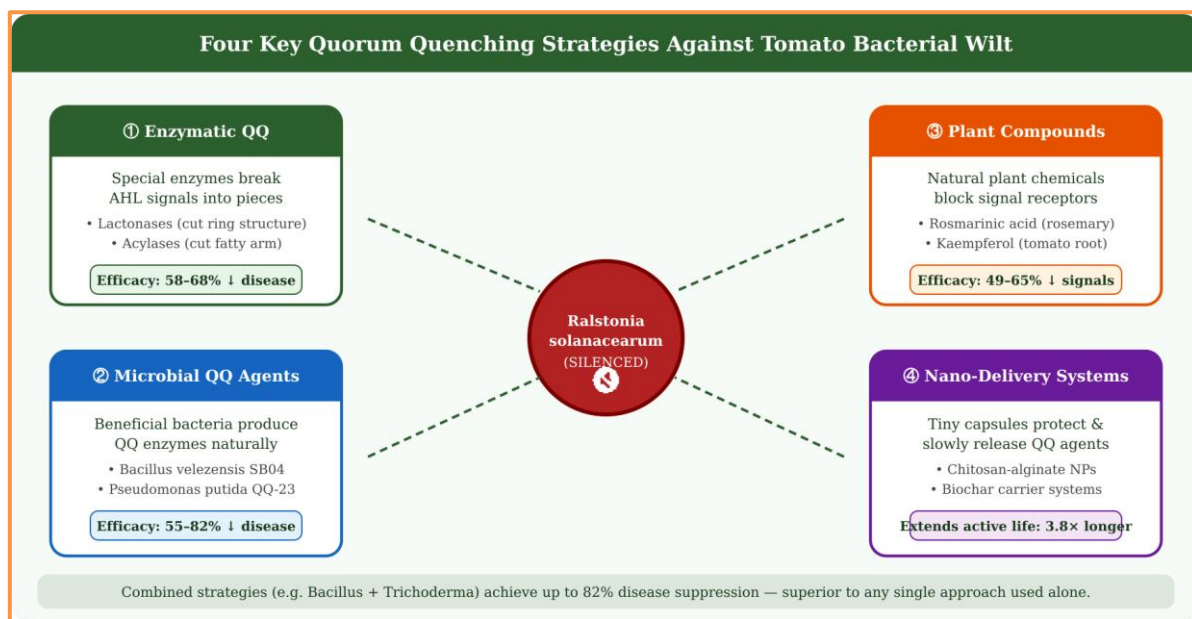 Four Key Quorum Quenching Strategies Against Tomato Bacterial Wilt
① Enzymatic QQ
Special enzymes break
AHL signals into pieces
• Lactonases (cut ring structure)
• Acylases (cut fatty arm)
Efficacy: 58–68% ↓ disease
② Microbial QQ Agents
Beneficial bacteria produce
QQ enzymes naturally
• Bacillus velezensis SB04
• Pseudomonas putida QQ-23
Efficacy: 55–82% ↓ disease
Ralstonia
solanacearum
(SILENCED)
③ Plant Compounds
Natural plant chemicals
block signal receptors
• Rosmarinic acid (rosemary)
• Kaempferol (tomato root)
Efficacy: 49–65% ↓ signals
④ Nano-Delivery Systems
Tiny capsules protect &
slowly release QQ agents
• Chitosan-alginate NPs
• Biochar carrier systems
Extends active life: 3.8× longer
Combined strategies (e.g. Bacillus + Trichoderma) achieve up to 82% disease suppression — superior to any single approach used alone.